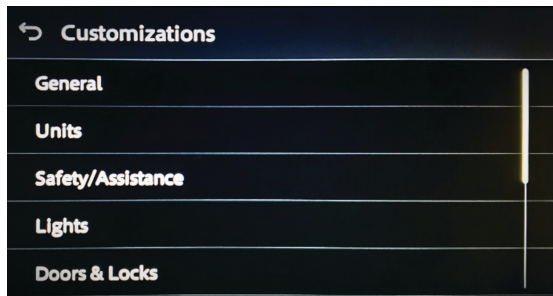 Customizations
General
Units
Safety/Assistance
Lights
Doors & Locks